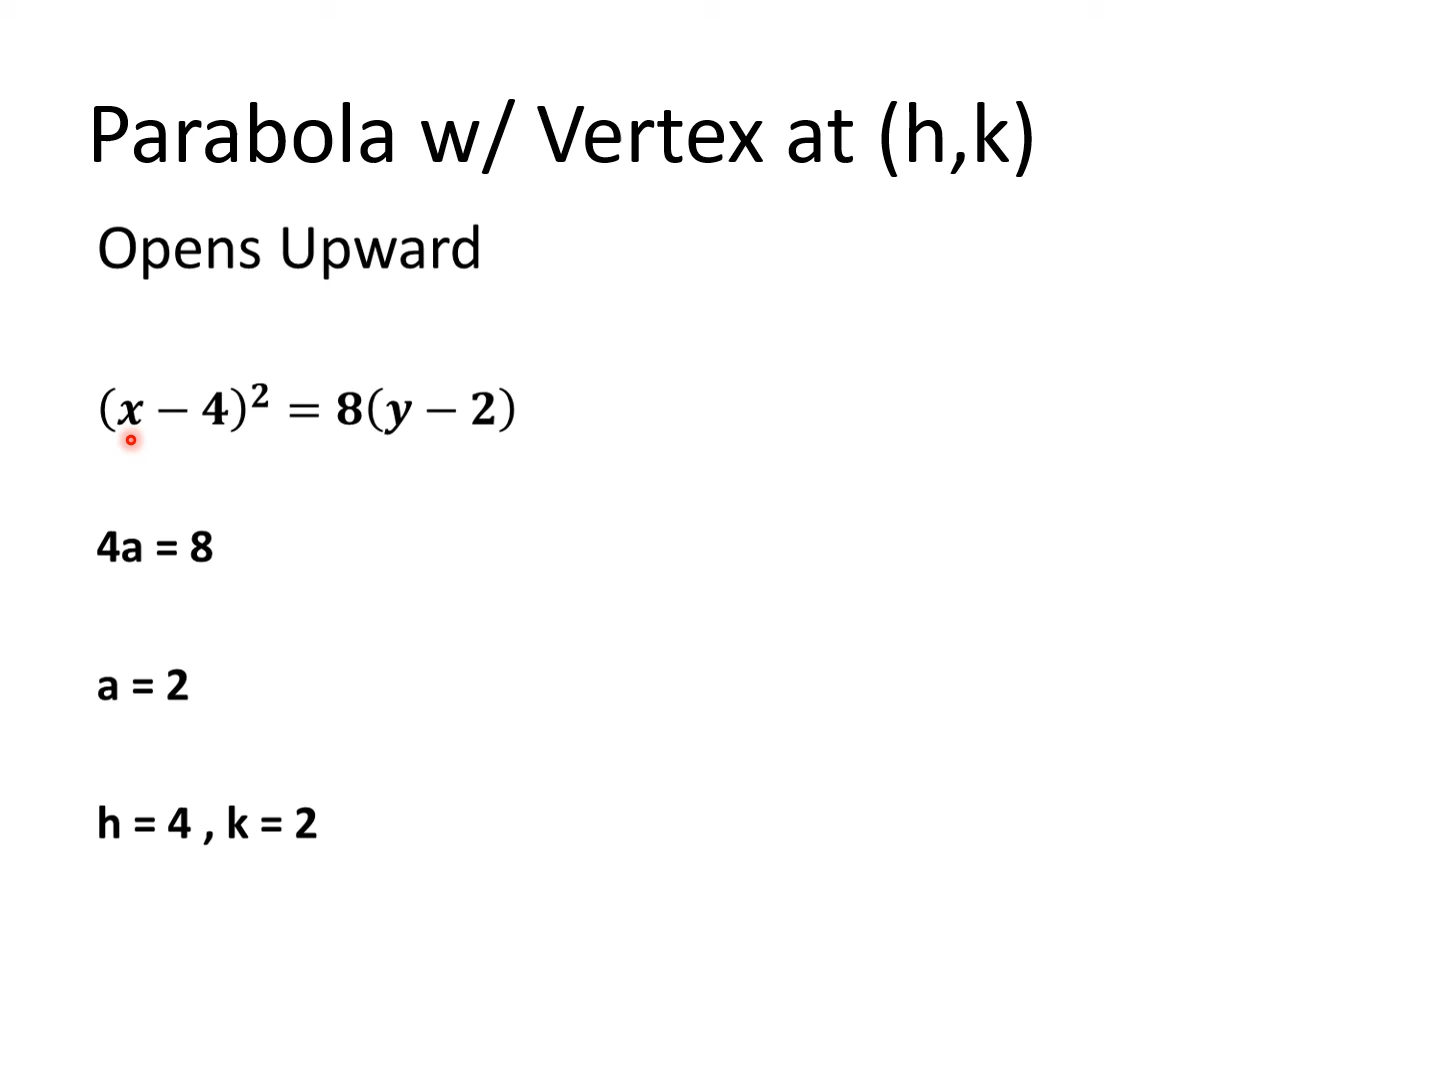 Parabola w/ Vertex at (h,k)
Opens Upward
(x − 4)² = 8(y − 2)
4a = 8
a = 2
h = 4 , k = 2